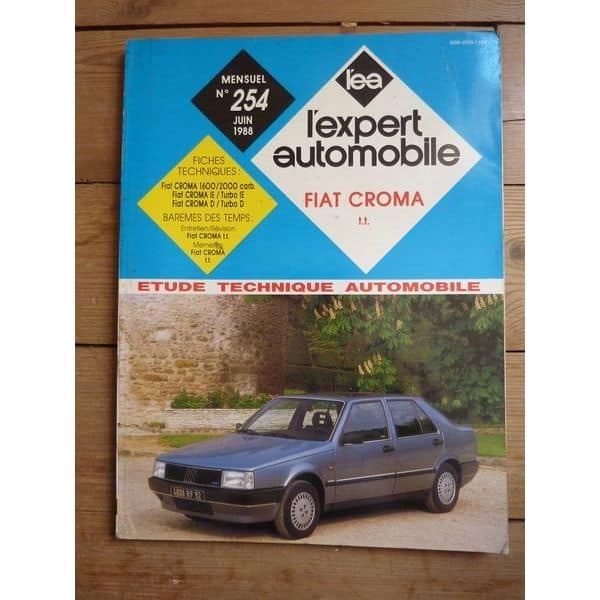 MENSUEL
N° 254
JUIN
1988
l'ea
l'expert
automobile
FIAT CROMA
t.t.
FICHES
TECHNIQUES:
Fiat CROMA 1600/2000 carb.
Fiat CROMA IE / Turbo IE
Fiat CROMA D / Turbo D
BAREMES DES TEMPS:
Entretien/Révision
Fiat CROMA t.t.
Mémento
Fiat CROMA
t.t.
ETUDE TECHNIQUE AUTOMOBILE